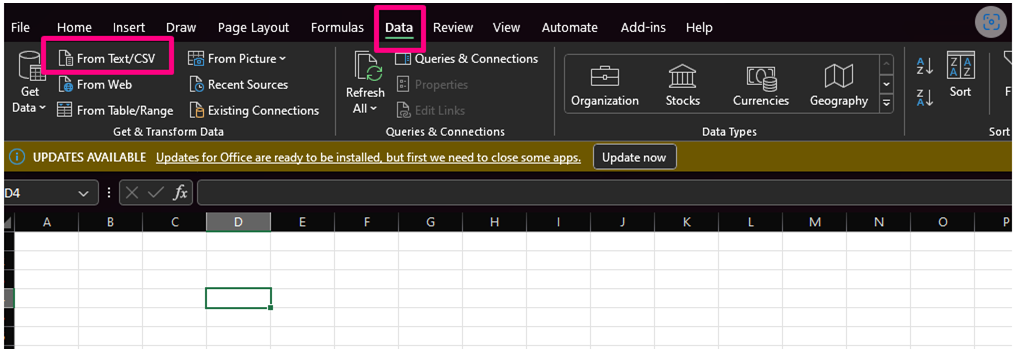 File Home Insert Draw Page Layout Formulas Data Review View Automate Add-ins Help
From Text/CSV From Picture Queries & Connections
From Web Recent Sources Properties
Get Data From Table/Range Existing Connections Refresh All Edit Links Organization Stocks Currencies Geography Sort
Get & Transform Data Queries & Connections Data Types Sort
UPDATES AVAILABLE Updates for Office are ready to be installed, but first we need to close some apps. Update now
D4 fx
A B C D E F G H I J K L M N O P